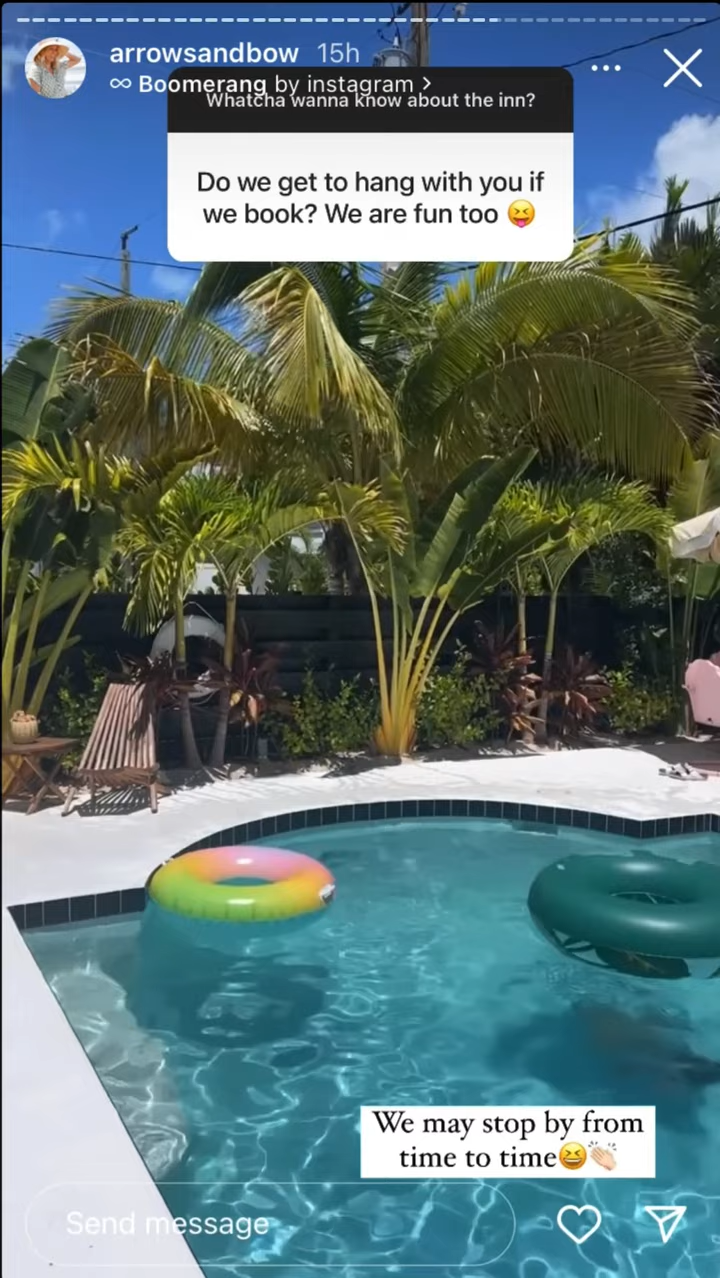 arrowsandbow 15h
∞ Boomerang by instagram >
Whatcha wanna know about the inn?
Do we get to hang with you if
we book? We are fun too 😝
We may stop by from
time to time😆👏🏻
Send message